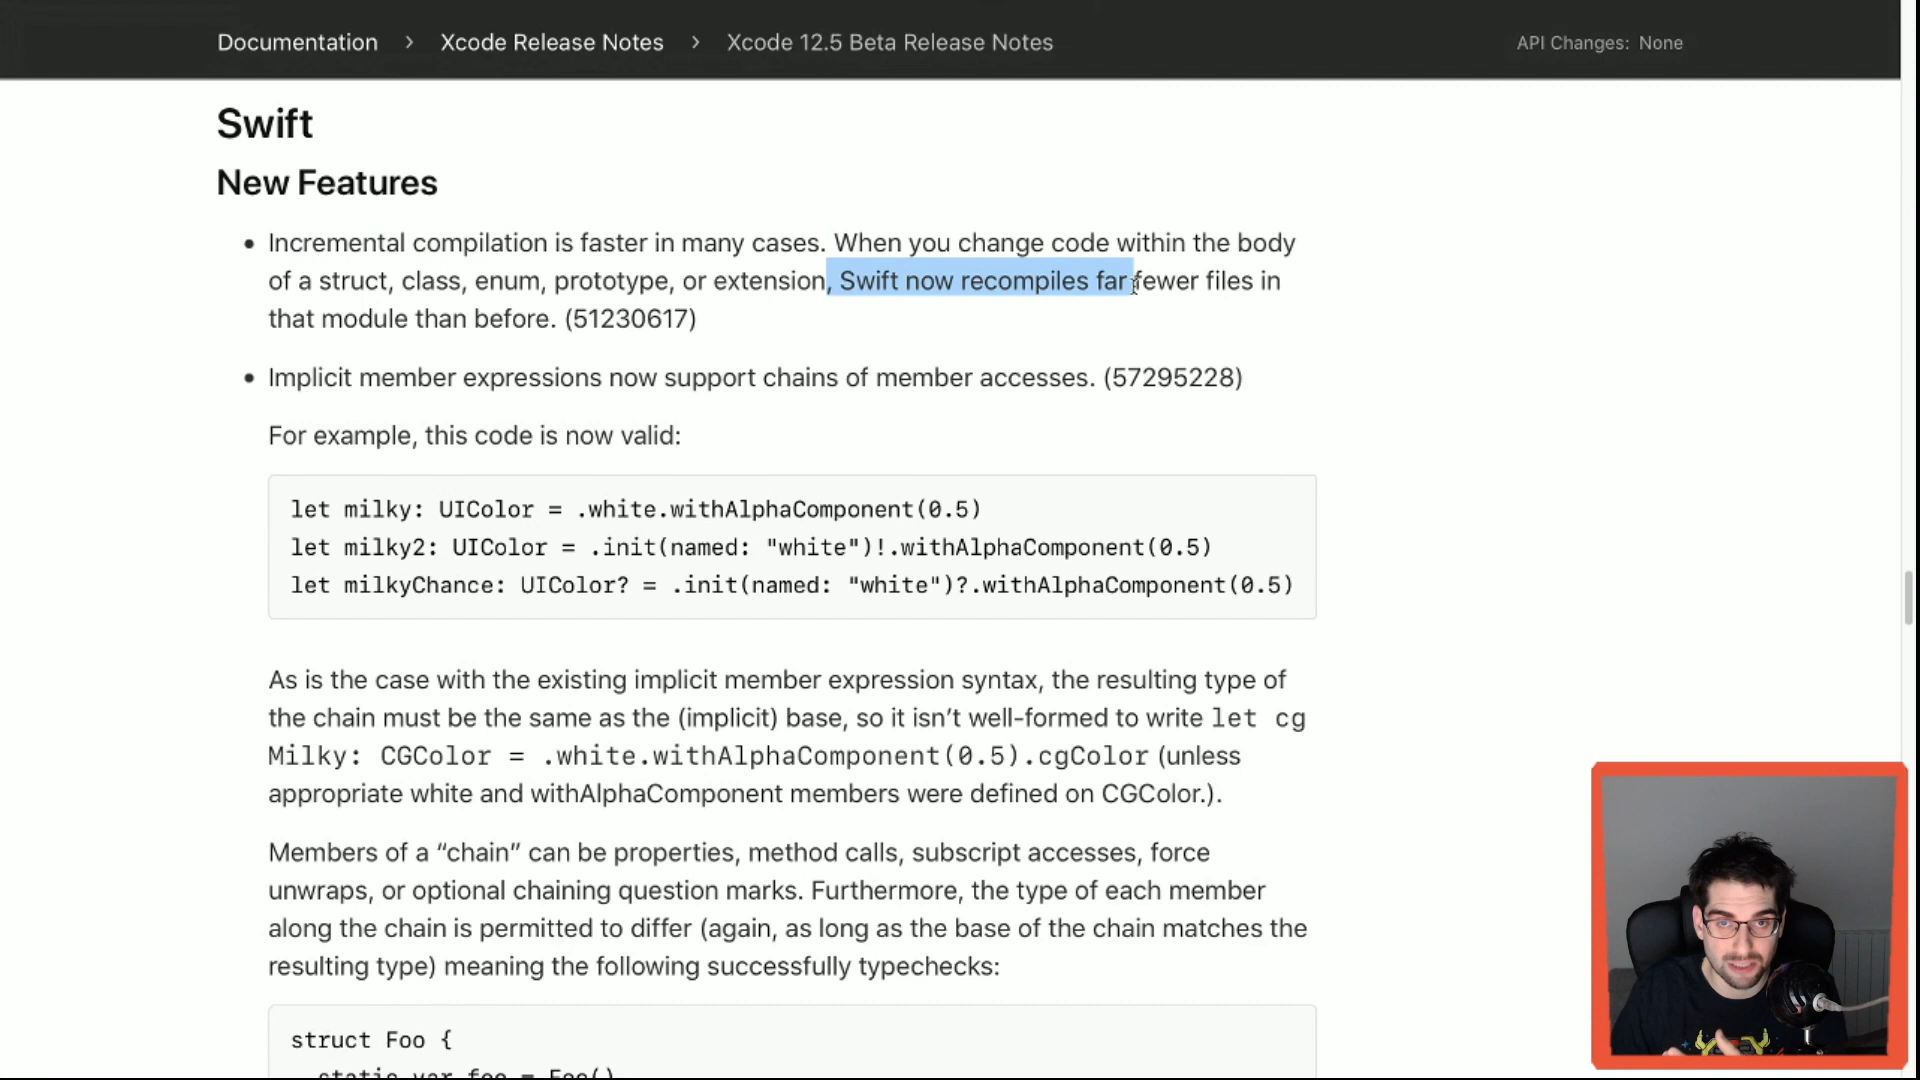 Documentation > Xcode Release Notes > Xcode 12.5 Beta Release Notes
API Changes: None
Swift
New Features
• Incremental compilation is faster in many cases. When you change code within the body
of a struct, class, enum, prototype, or extension, Swift now recompiles far fewer files in
that module than before. (51230617)
• Implicit member expressions now support chains of member accesses. (57295228)
For example, this code is now valid:
let milky: UIColor = .white.withAlphaComponent(0.5)
let milky2: UIColor = .init(named: "white")!.withAlphaComponent(0.5)
let milkyChance: UIColor? = .init(named: "white")?.withAlphaComponent(0.5)
As is the case with the existing implicit member expression syntax, the resulting type of
the chain must be the same as the (implicit) base, so it isn’t well-formed to write let cg
Milky: CGColor = .white.withAlphaComponent(0.5).cgColor (unless
appropriate white and withAlphaComponent members were defined on CGColor.).
Members of a “chain” can be properties, method calls, subscript accesses, force
unwraps, or optional chaining question marks. Furthermore, the type of each member
along the chain is permitted to differ (again, as long as the base of the chain matches the
resulting type) meaning the following successfully typechecks:
struct Foo {
static var foo = Foo()